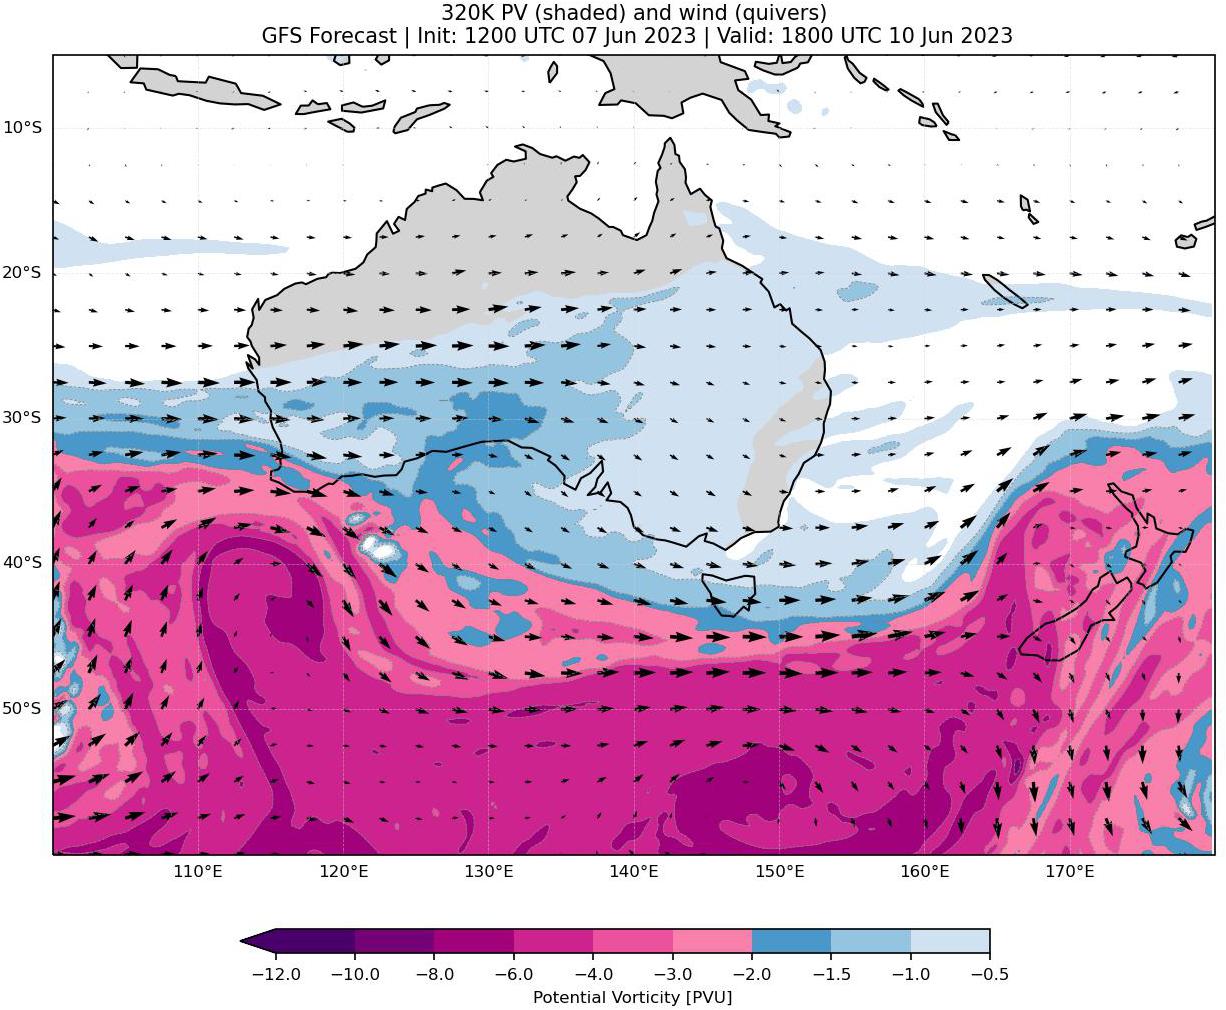 320K PV (shaded) and wind (quivers)
GFS Forecast | Init: 1200 UTC 07 Jun 2023 | Valid: 1800 UTC 10 Jun 2023
10°S
20°S
30°S
40°S
50°S
110°E 120°E 130°E 140°E 150°E 160°E 170°E
−12.0 −10.0 −8.0 −6.0 −4.0 −3.0 −2.0 −1.5 −1.0 −0.5
Potential Vorticity [PVU]